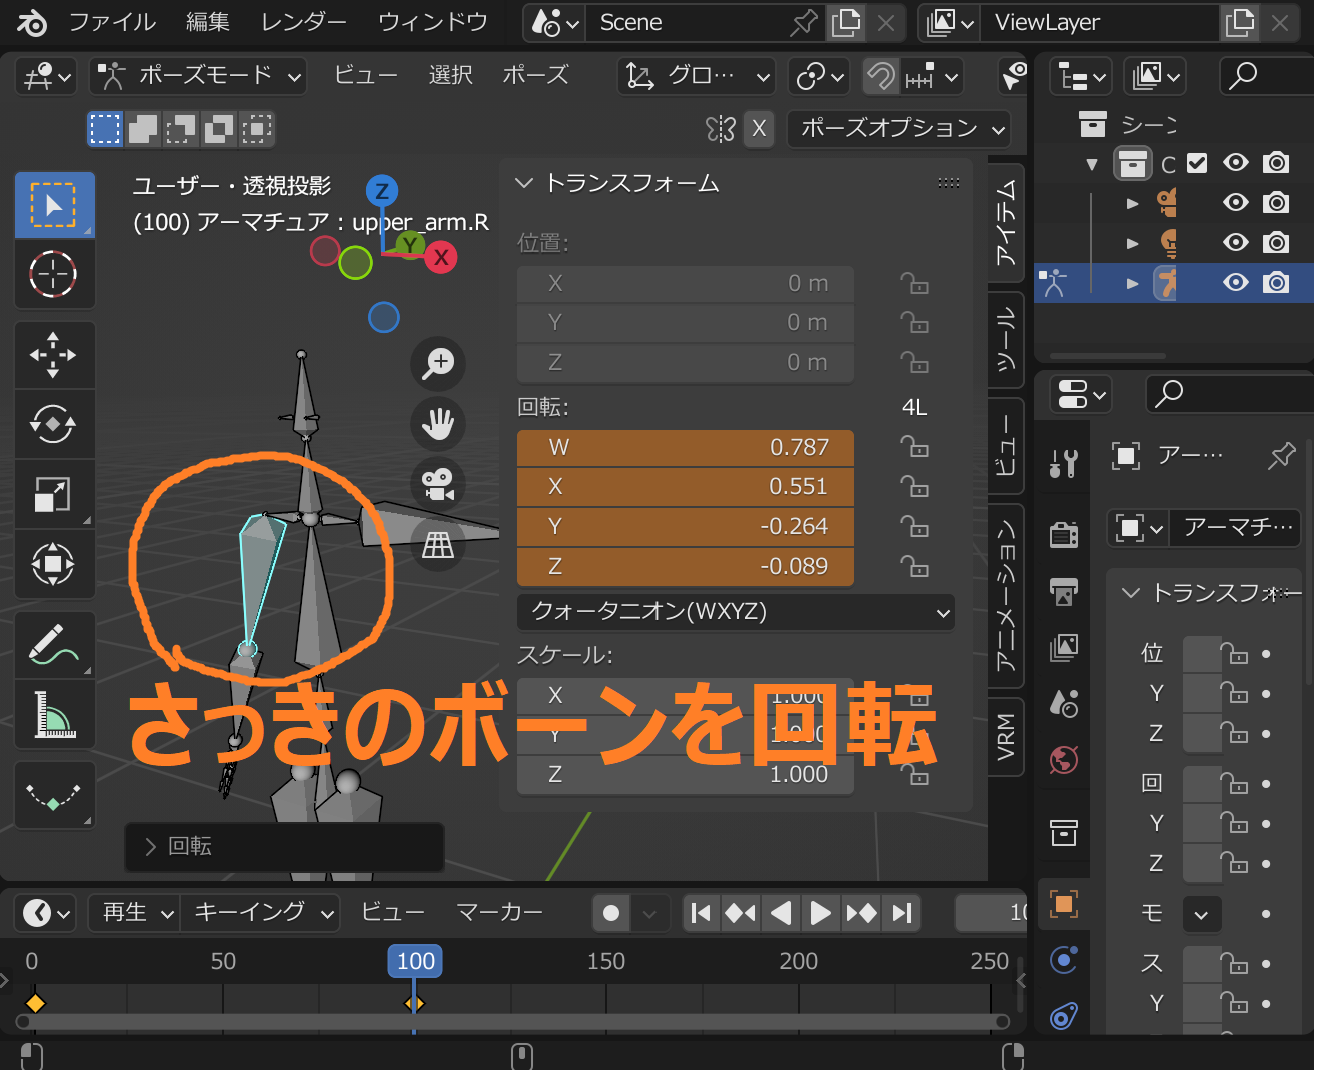 ファイル 編集 レンダー ウィンドウ Scene ViewLayer
ポーズモード ビュー 選択 ポーズ グロ…
X ポーズオプション
シーン
C
ユーザー・透視投影
(100) アーマチュア : upper_arm.R
Z
Y
X
トランスフォーム
位置:
X 0 m
Y 0 m
Z 0 m
回転: 4L
W 0.787
X 0.551
Y -0.264
Z -0.089
クォータニオン(WXYZ)
スケール:
X 1.000
Y 1.000
Z 1.000
さっきのボーンを回転
回転
アイテム
ツール
ビュー
アニメーション
VRM
アー…
アーマチ…
トランスフォー
位
Y
Z
回
Y
Z
モ
ス
Y
再生 キーイング ビュー マーカー 10
0 50 100 150 200 250